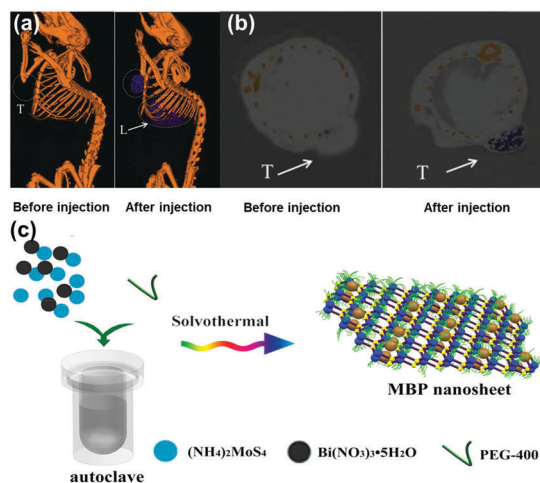 (a)
(b)
T
L
T
T
Before injection
After injection
Before injection
After injection
(c)
Solvothermal
MBP nanosheet
autoclave
(NH₄)₂MoS₄
Bi(NO₃)₃•5H₂O
PEG-400